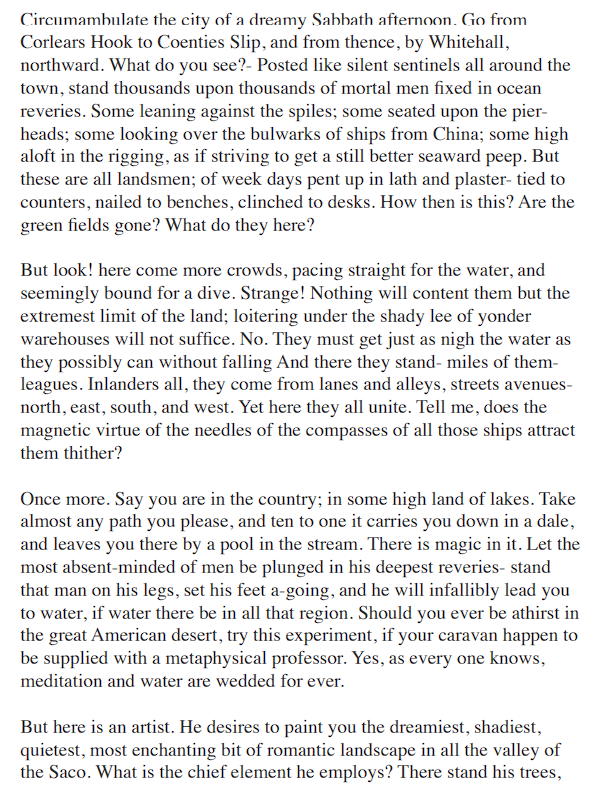 Circumambulate the city of a dreamy Sabbath afternoon. Go from
Corlears Hook to Coenties Slip, and from thence, by Whitehall,
northward. What do you see?- Posted like silent sentinels all around the
town, stand thousands upon thousands of mortal men fixed in ocean
reveries. Some leaning against the spiles; some seated upon the pier-
heads; some looking over the bulwarks of ships from China; some high
aloft in the rigging, as if striving to get a still better seaward peep. But
these are all landsmen; of week days pent up in lath and plaster- tied to
counters, nailed to benches, clinched to desks. How then is this? Are the
green fields gone? What do they here?

But look! here come more crowds, pacing straight for the water, and
seemingly bound for a dive. Strange! Nothing will content them but the
extremest limit of the land; loitering under the shady lee of yonder
warehouses will not suffice. No. They must get just as nigh the water as
they possibly can without falling And there they stand- miles of them-
leagues. Inlanders all, they come from lanes and alleys, streets avenues-
north, east, south, and west. Yet here they all unite. Tell me, does the
magnetic virtue of the needles of the compasses of all those ships attract
them thither?

Once more. Say you are in the country; in some high land of lakes. Take
almost any path you please, and ten to one it carries you down in a dale,
and leaves you there by a pool in the stream. There is magic in it. Let the
most absent-minded of men be plunged in his deepest reveries- stand
that man on his legs, set his feet a-going, and he will infallibly lead you
to water, if water there be in all that region. Should you ever be athirst in
the great American desert, try this experiment, if your caravan happen to
be supplied with a metaphysical professor. Yes, as every one knows,
meditation and water are wedded for ever.

But here is an artist. He desires to paint you the dreamiest, shadiest,
quietest, most enchanting bit of romantic landscape in all the valley of
the Saco. What is the chief element he employs? There stand his trees,